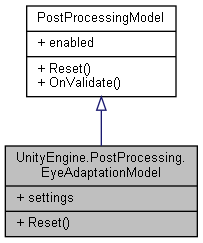 PostProcessingModel
+ enabled
+ Reset()
+ OnValidate()
UnityEngine.PostProcessing.
EyeAdaptationModel
+ settings
+ Reset()